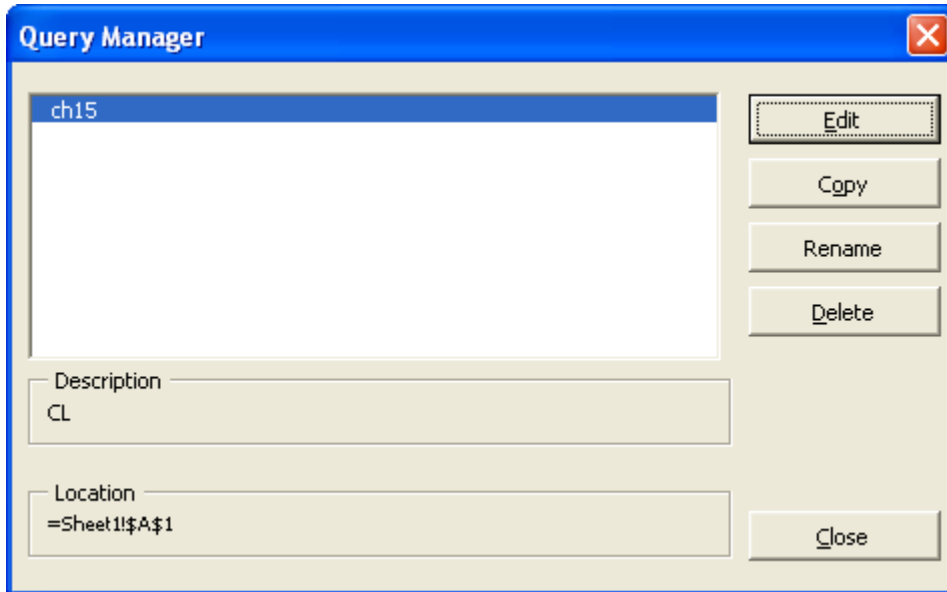 Query Manager
ch15
Edit
Copy
Rename
Delete
Description
CL
Location
=Sheet1!$A$1
Close